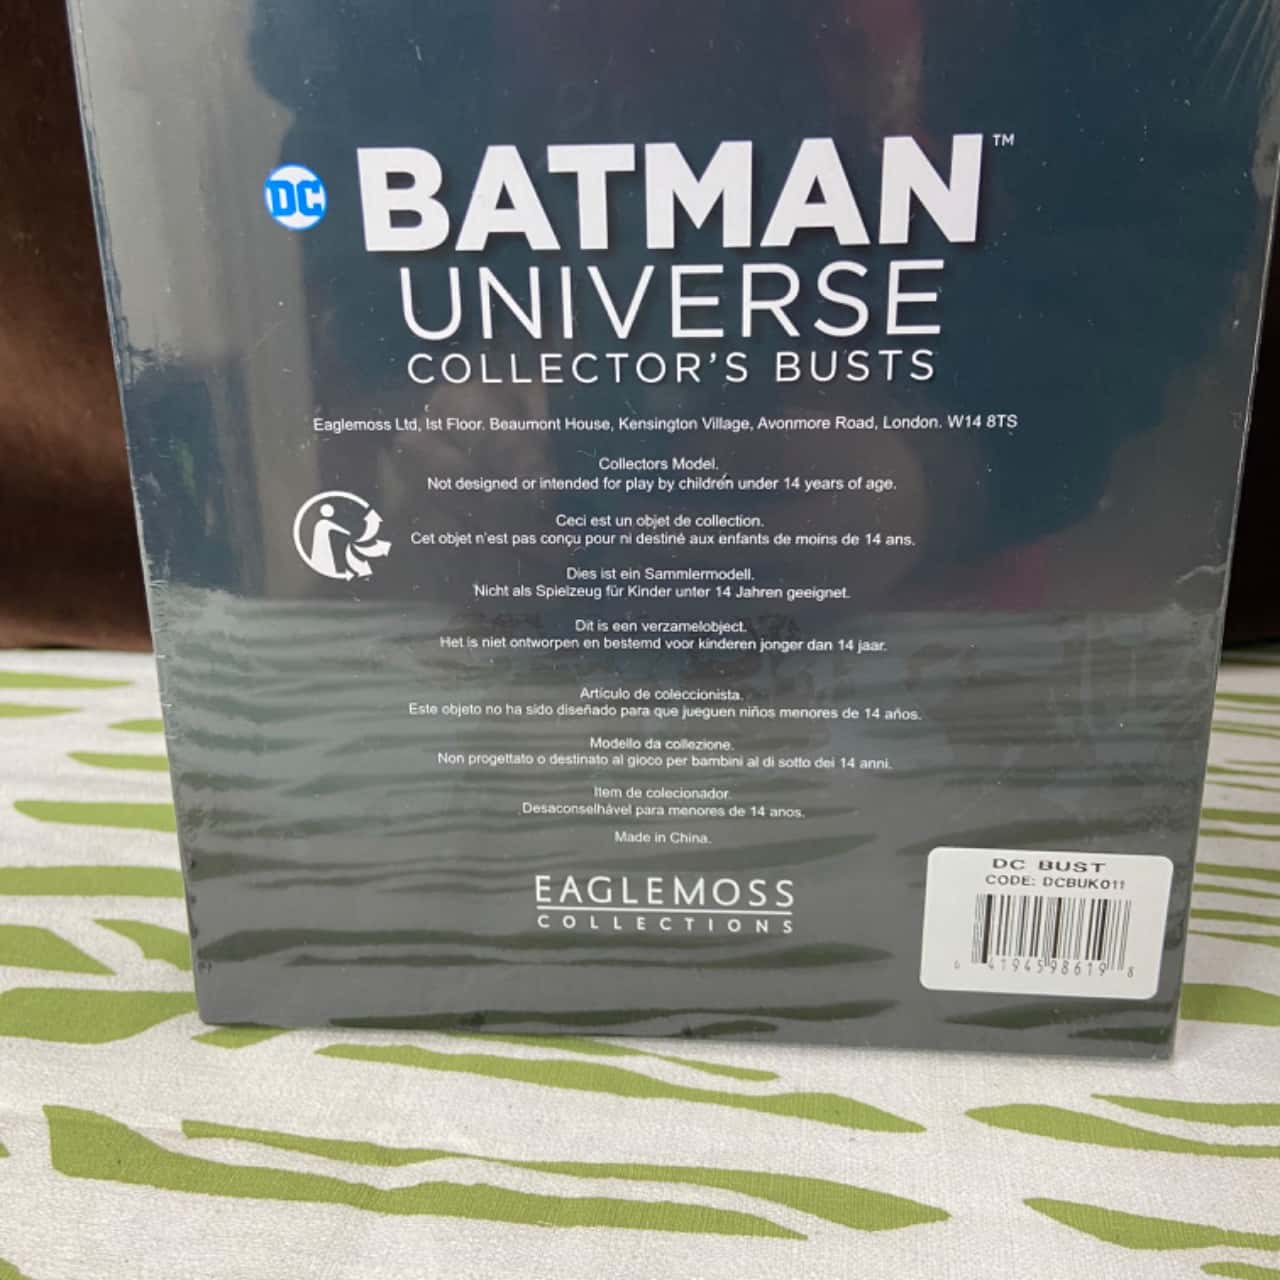 DC
BATMAN™
UNIVERSE
COLLECTOR'S BUSTS
Eaglemoss Ltd, 1st Floor. Beaumont House, Kensington Village, Avonmore Road, London. W14 8TS
Collectors Model.
Not designed or intended for play by children under 14 years of age.
Ceci est un objet de collection.
Cet objet n'est pas conçu pour ni destiné aux enfants de moins de 14 ans.
Dies ist ein Sammlermodell.
Nicht als Spielzeug für Kinder unter 14 Jahren geeignet.
Dit is een verzamelobject.
Het is niet ontworpen en bestemd voor kinderen jonger dan 14 jaar.
Artículo de coleccionista.
Este objeto no ha sido diseñado para que jueguen niños menores de 14 años.
Modello da collezione.
Non progettato o destinato al gioco per bambini al di sotto dei 14 anni.
Item de colecionador.
Desaconselhável para menores de 14 anos.
Made in China.
EAGLEMOSS
COLLECTIONS
DC BUST
CODE: DCBUK011
6 41945 98619 8